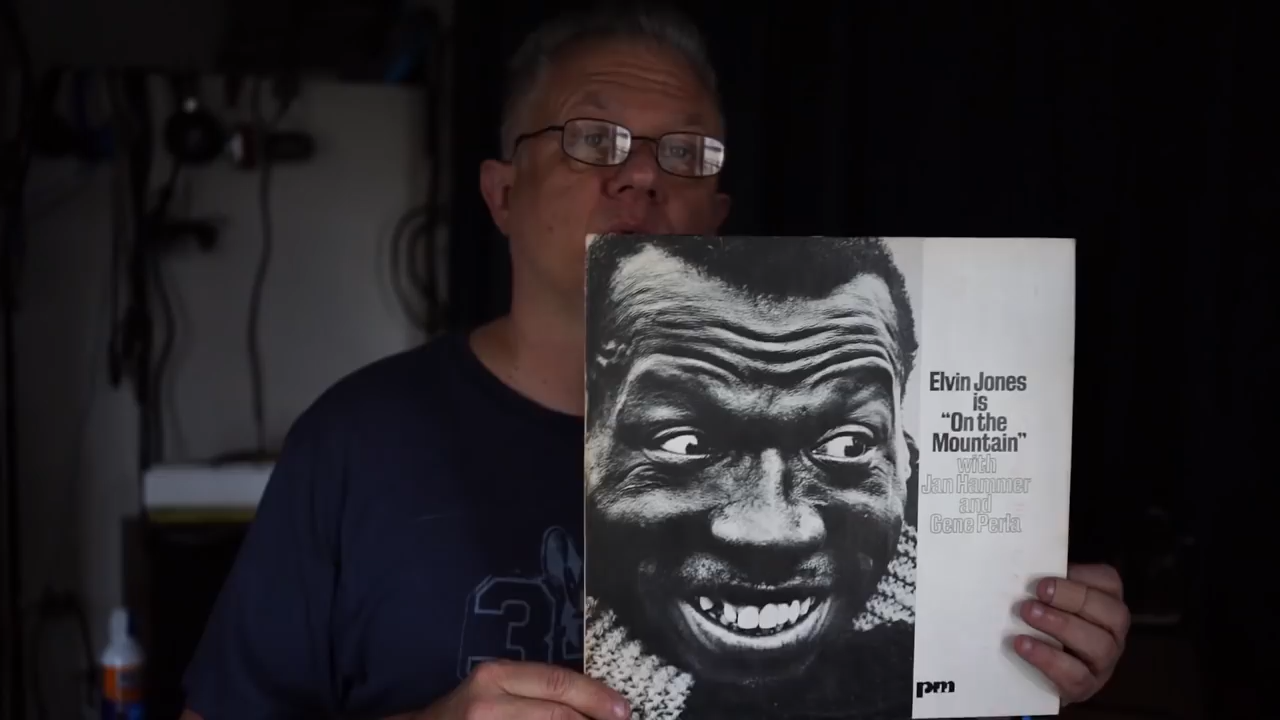 Elvin Jones
is
“On the
Mountain”
with
Jan Hammer
and
Gene Perla
pm